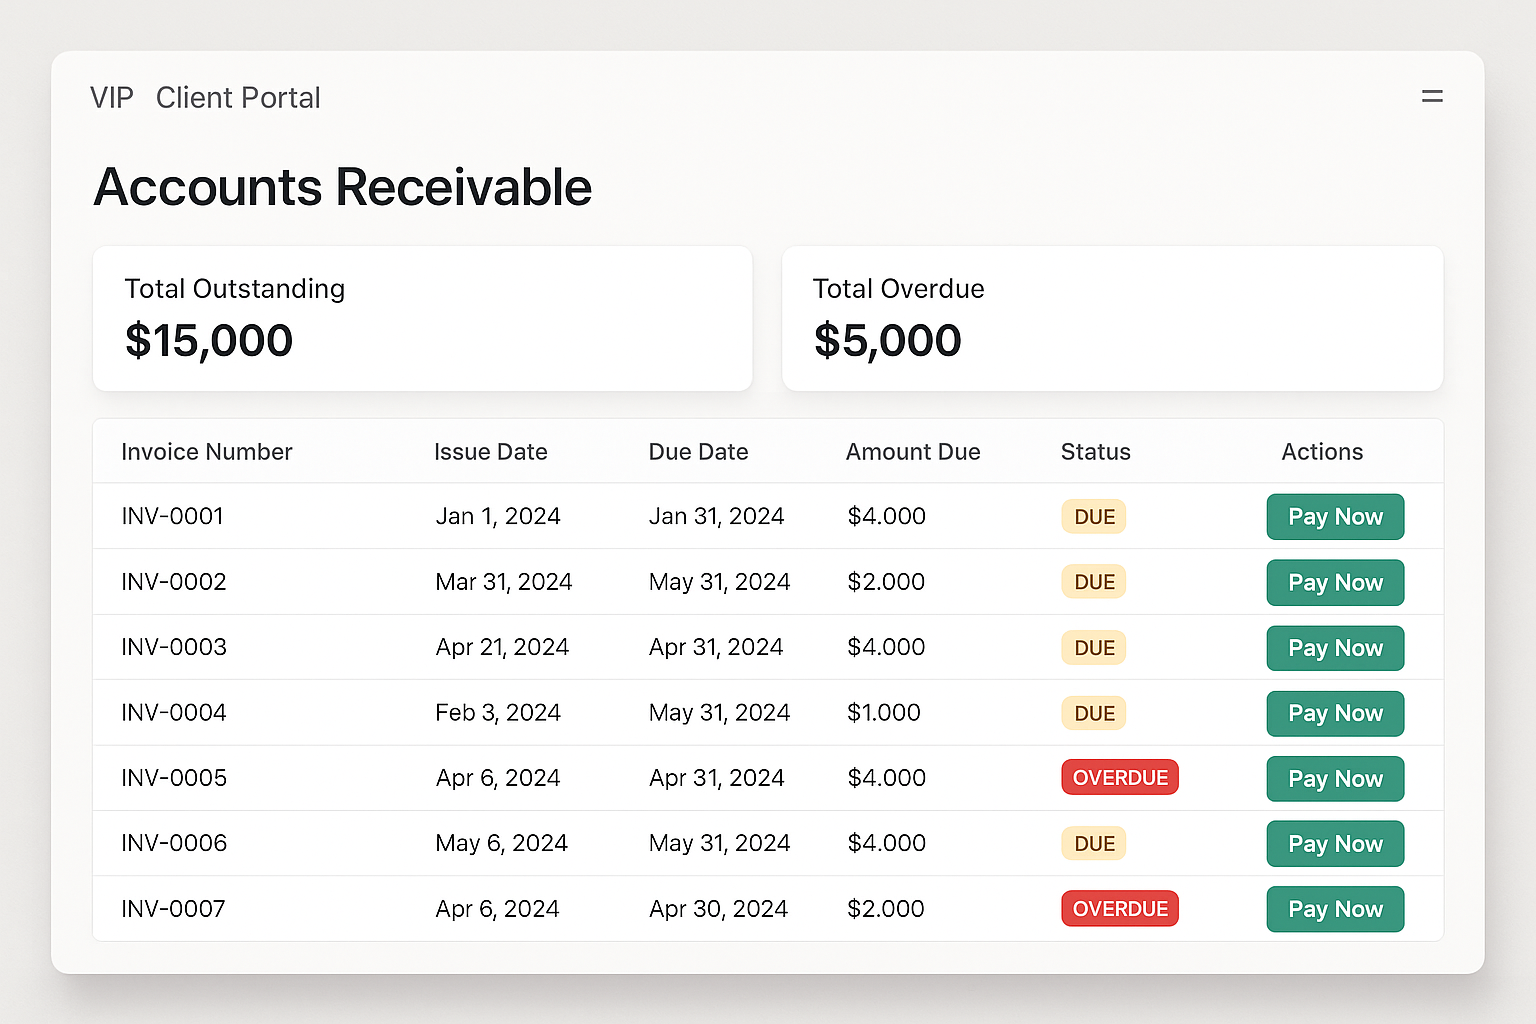 VIP Client Portal
Accounts Receivable
Total Outstanding
$15,000
Total Overdue
$5,000
Invoice Number Issue Date Due Date Amount Due Status Actions
INV-0001 Jan 1, 2024 Jan 31, 2024 $4.000 DUE Pay Now
INV-0002 Mar 31, 2024 May 31, 2024 $2.000 DUE Pay Now
INV-0003 Apr 21, 2024 Apr 31, 2024 $4.000 DUE Pay Now
INV-0004 Feb 3, 2024 May 31, 2024 $1.000 DUE Pay Now
INV-0005 Apr 6, 2024 Apr 31, 2024 $4.000 OVERDUE Pay Now
INV-0006 May 6, 2024 May 31, 2024 $4.000 DUE Pay Now
INV-0007 Apr 6, 2024 Apr 30, 2024 $2.000 OVERDUE Pay Now